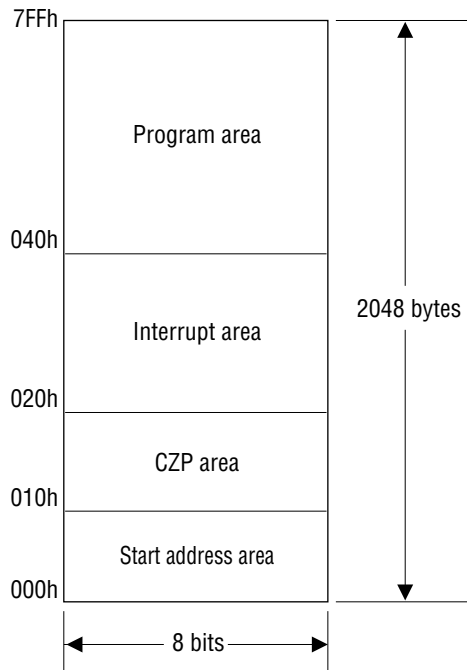 7FFh
Program area
040h
Interrupt area
2048 bytes
020h
CZP area
010h
Start address area
000h
8 bits